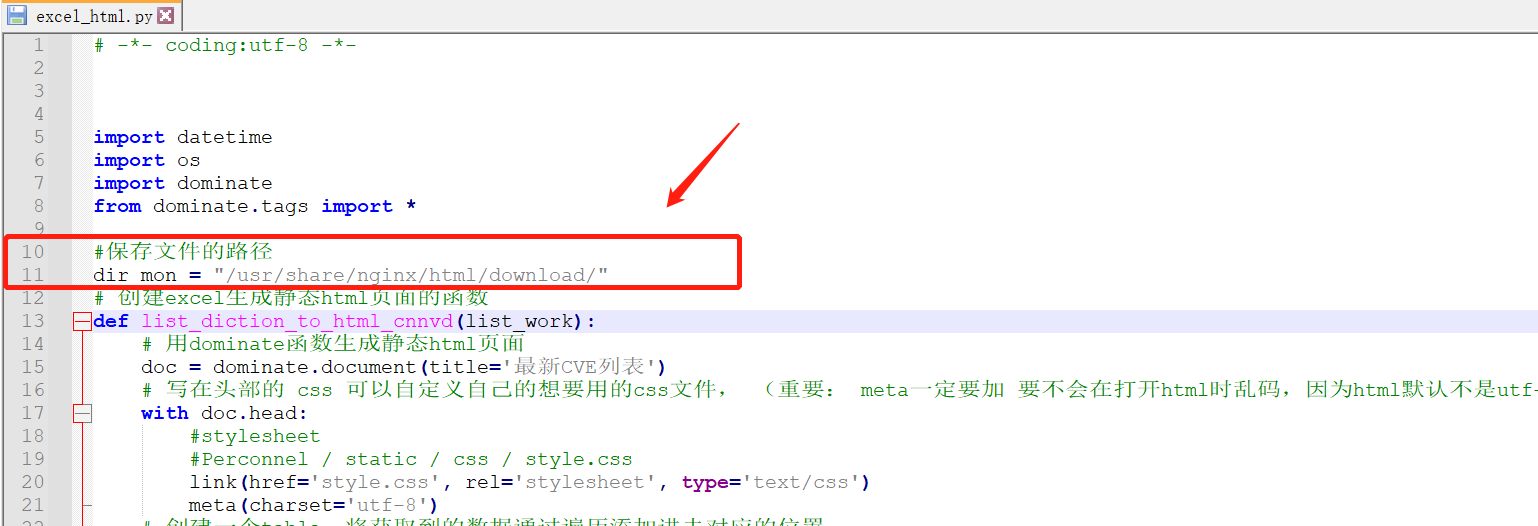 excel_html.py
1 # -*- coding:utf-8 -*-
2
3
4
5 import datetime
6 import os
7 import dominate
8 from dominate.tags import *
9
10 #保存文件的路径
11 dir mon = "/usr/share/nginx/html/download/"
12 # 创建excel生成静态html页面的函数
13 def list_diction_to_html_cnnvd(list_work):
14 # 用dominate函数生成静态html页面
15 doc = dominate.document(title='最新CVE列表')
16 # 写在头部的 css 可以自定义自己的想要用的css文件, (重要: meta一定要加 要不会在打开html时乱码,因为html默认不是utf-
17 with doc.head:
18 #stylesheet
19 #Perconnel / static / css / style.css
20 link(href='style.css', rel='stylesheet', type='text/css')
21 meta(charset='utf-8')